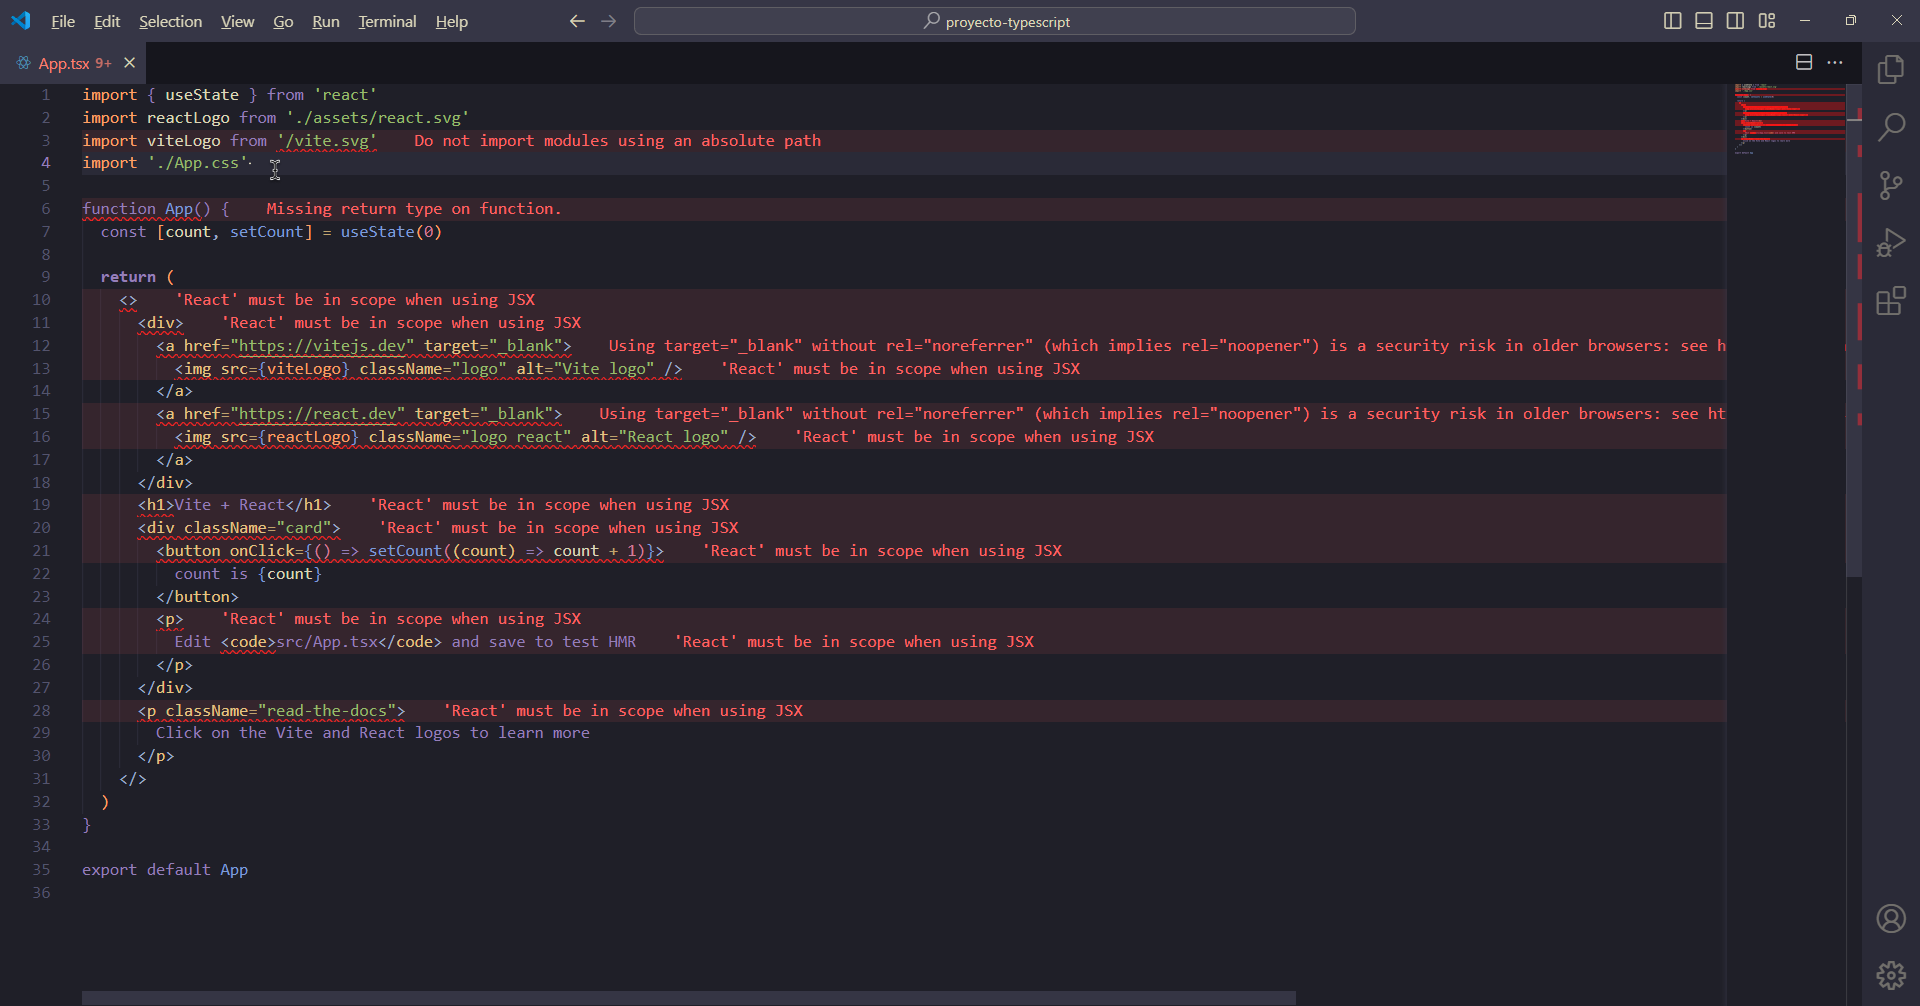 File Edit Selection View Go Run Terminal Help
proyecto-typescript
App.tsx 9+
1 import { useState } from 'react'
2 import reactLogo from './assets/react.svg'
3 import viteLogo from '/vite.svg' Do not import modules using an absolute path
4 import './App.css'
5
6 function App() { Missing return type on function.
7 const [count, setCount] = useState(0)
8
9 return (
10 <> 'React' must be in scope when using JSX
11 <div> 'React' must be in scope when using JSX
12 <a href="https://vitejs.dev" target="_blank"> Using target="_blank" without rel="noreferrer" (which implies rel="noopener") is a security risk in older browsers: see h
13 <img src={viteLogo} className="logo" alt="Vite logo" /> 'React' must be in scope when using JSX
14 </a>
15 <a href="https://react.dev" target="_blank"> Using target="_blank" without rel="noreferrer" (which implies rel="noopener") is a security risk in older browsers: see ht
16 <img src={reactLogo} className="logo react" alt="React logo" /> 'React' must be in scope when using JSX
17 </a>
18 </div>
19 <h1>Vite + React</h1> 'React' must be in scope when using JSX
20 <div className="card"> 'React' must be in scope when using JSX
21 <button onClick={() => setCount((count) => count + 1)}> 'React' must be in scope when using JSX
22 count is {count}
23 </button>
24 <p> 'React' must be in scope when using JSX
25 Edit <code>src/App.tsx</code> and save to test HMR 'React' must be in scope when using JSX
26 </p>
27 </div>
28 <p className="read-the-docs"> 'React' must be in scope when using JSX
29 Click on the Vite and React logos to learn more
30 </p>
31 </>
32 )
33 }
34
35 export default App
36